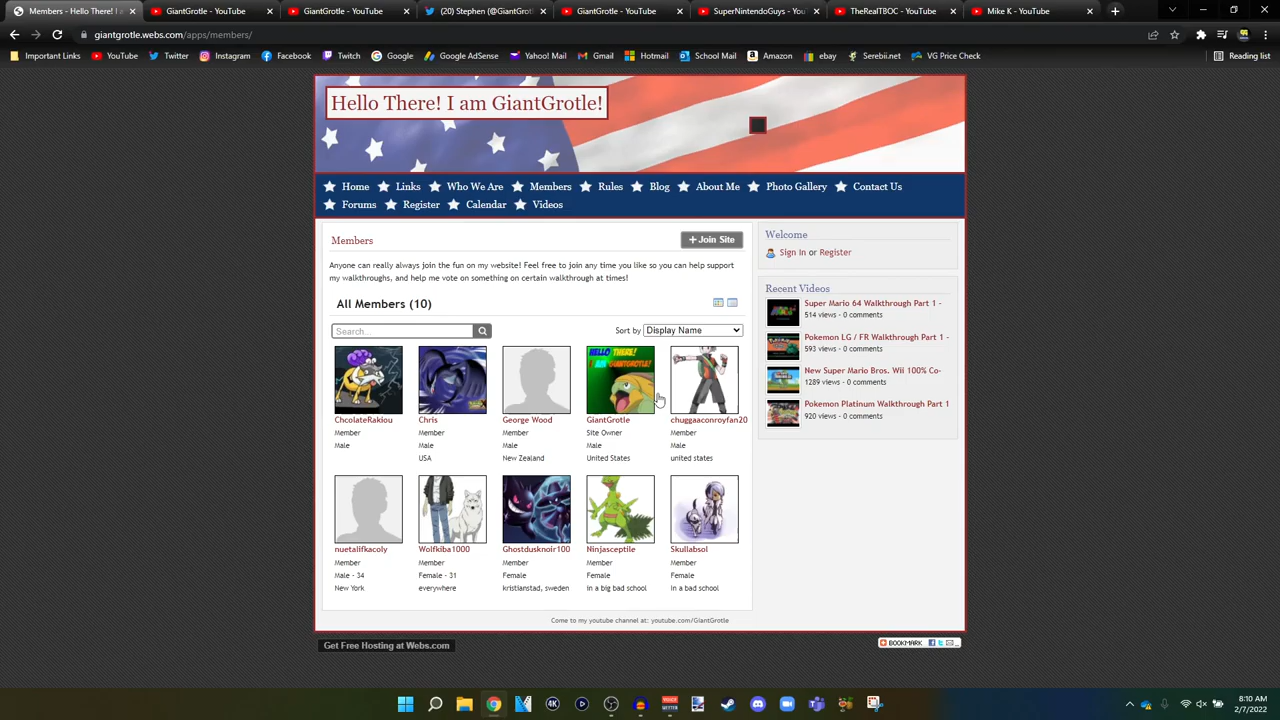 Hello There! I am Giant
YouTube
YouTube
SuperNintenDan - YouTube
YouTube
Mike K - YouTube
giantgrotle.webs.com/apps/members/
Important Links YouTube Twitter Instagram Facebook Twitch Google Google AdSense Yahoo! Gmail Hotmail School Mail Amazon ebay Serebii.net VG Price Check Reading list
Hello There! I am GiantGrotle!
Home Links Who We Are Members Rules Blog About Me Photo Gallery Contact Us
Forums Register Calendar Videos
Members
+ Join Site
Anyone can really always join the fun on my website! Feel free to join any time you like so you can help support
my walkthroughs, and help me vote on something on certain walkthrough at times!
All Members (10)
Search...
Sort by Display Name
HELLO THERE!
I AM GIANTGROTLE!
ChcolateRakiou Chris George Wood GiantGrotle chuggaaconroyfan20
Member Member Member Site Owner Member
Male Male Male Male Male
USA New Zealand United States united states
nuetalifkacoly Wolfkiba1000 Ghostdusknoir100 Ninjasceptile Skullabsol
Member Member Member Member Member
Male - 34 Female - 31 Female Female Female
New York everywhere kristianstad, sweden in a big bad school In a bad school
Welcome
Sign In or Register
Recent Videos
Super Mario 64 Walkthrough Part 1 -
514 views - 0 comments
Pokemon LG / FR Walkthrough Part 1 -
593 views - 0 comments
New Super Mario Bros. Wii 100% Co-
1289 views - 0 comments
Pokemon Platinum Walkthrough Part 1
920 views - 0 comments
Come to my youtube channel at: youtube.com/GiantGrotle
Get Free Hosting at Webs.com
BOOKMARK
8:10 AM
2/7/2022